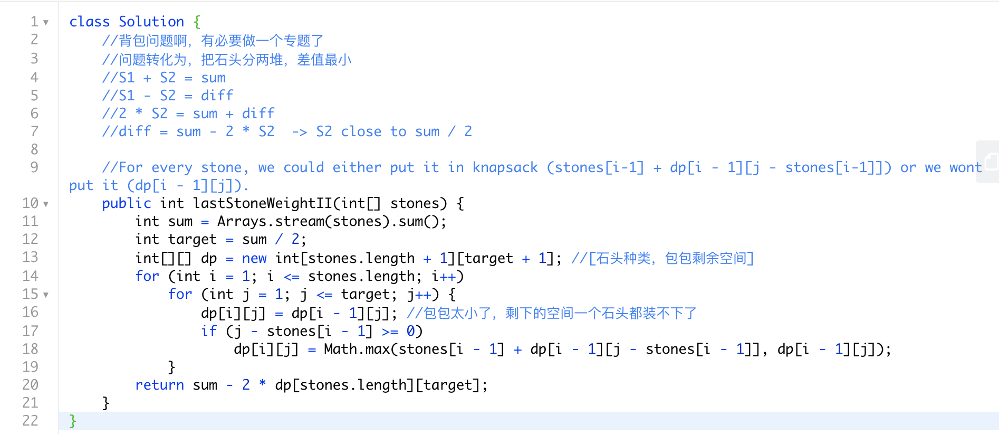 1 class Solution {
2 //背包问题啊，有必要做一个专题了
3 //问题转化为，把石头分两堆，差值最小
4 //S1 + S2 = sum
5 //S1 - S2 = diff
6 //2 * S2 = sum + diff
7 //diff = sum - 2 * S2  -> S2 close to sum / 2
8
9 //For every stone, we could either put it in knapsack (stones[i-1] + dp[i - 1][j - stones[i-1]]) or we wont
put it (dp[i - 1][j]).
10 public int lastStoneWeightII(int[] stones) {
11 int sum = Arrays.stream(stones).sum();
12 int target = sum / 2;
13 int[][] dp = new int[stones.length + 1][target + 1]; //[石头种类，包包剩余空间]
14 for (int i = 1; i <= stones.length; i++)
15 for (int j = 1; j <= target; j++) {
16 dp[i][j] = dp[i - 1][j]; //包包太小了，剩下的空间一个石头都装不下了
17 if (j - stones[i - 1] >= 0)
18 dp[i][j] = Math.max(stones[i - 1] + dp[i - 1][j - stones[i - 1]], dp[i - 1][j]);
19 }
20 return sum - 2 * dp[stones.length][target];
21 }
22 }